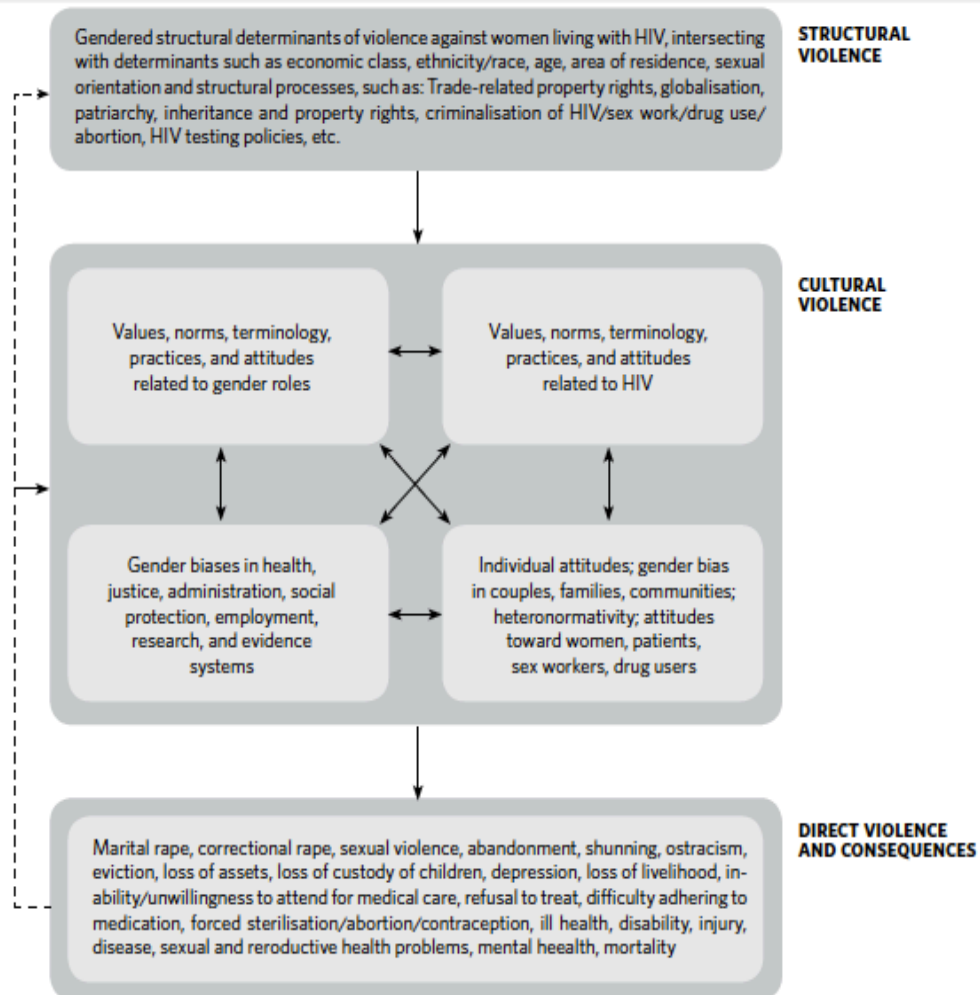 Gendered structural determinants of violence against women living with HIV, intersecting
with determinants such as economic class, ethnicity/race, age, area of residence, sexual
orientation and structural processes, such as: Trade-related property rights, globalisation,
patriarchy, inheritance and property rights, criminalisation of HIV/sex work/drug use/
abortion, HIV testing policies, etc.
STRUCTURAL
VIOLENCE
CULTURAL
VIOLENCE
Values, norms, terminology,
practices, and attitudes
related to gender roles
Values, norms, terminology,
practices, and attitudes
related to HIV
Gender biases in health,
justice, administration, social
protection, employment,
research, and evidence
systems
Individual attitudes; gender bias
in couples, families, communities;
heteronormativity; attitudes
toward women, patients,
sex workers, drug users
DIRECT VIOLENCE
AND CONSEQUENCES
Marital rape, correctional rape, sexual violence, abandonment, shunning, ostracism,
eviction, loss of assets, loss of custody of children, depression, loss of livelihood, in-
ability/unwillingness to attend for medical care, refusal to treat, difficulty adhering to
medication, forced sterilisation/abortion/contraception, ill health, disability, injury,
disease, sexual and reroductive health problems, mental heealth, mortality